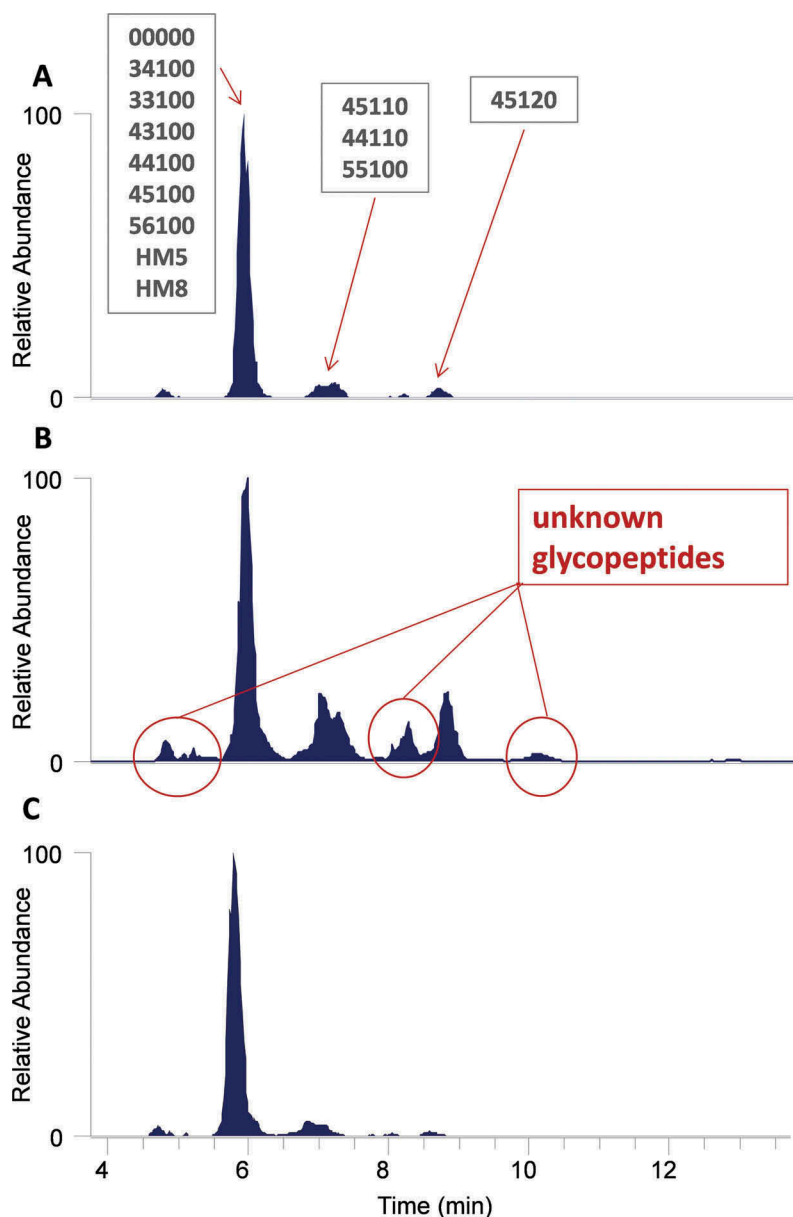 A
00000
34100
33100
43100
44100
45100
56100
HM5
HM8
45110
44110
55100
45120
100
Relative Abundance
0
B
100
Relative Abundance
0
unknown
glycopeptides
C
100
Relative Abundance
0
4 6 8 10 12
Time (min)